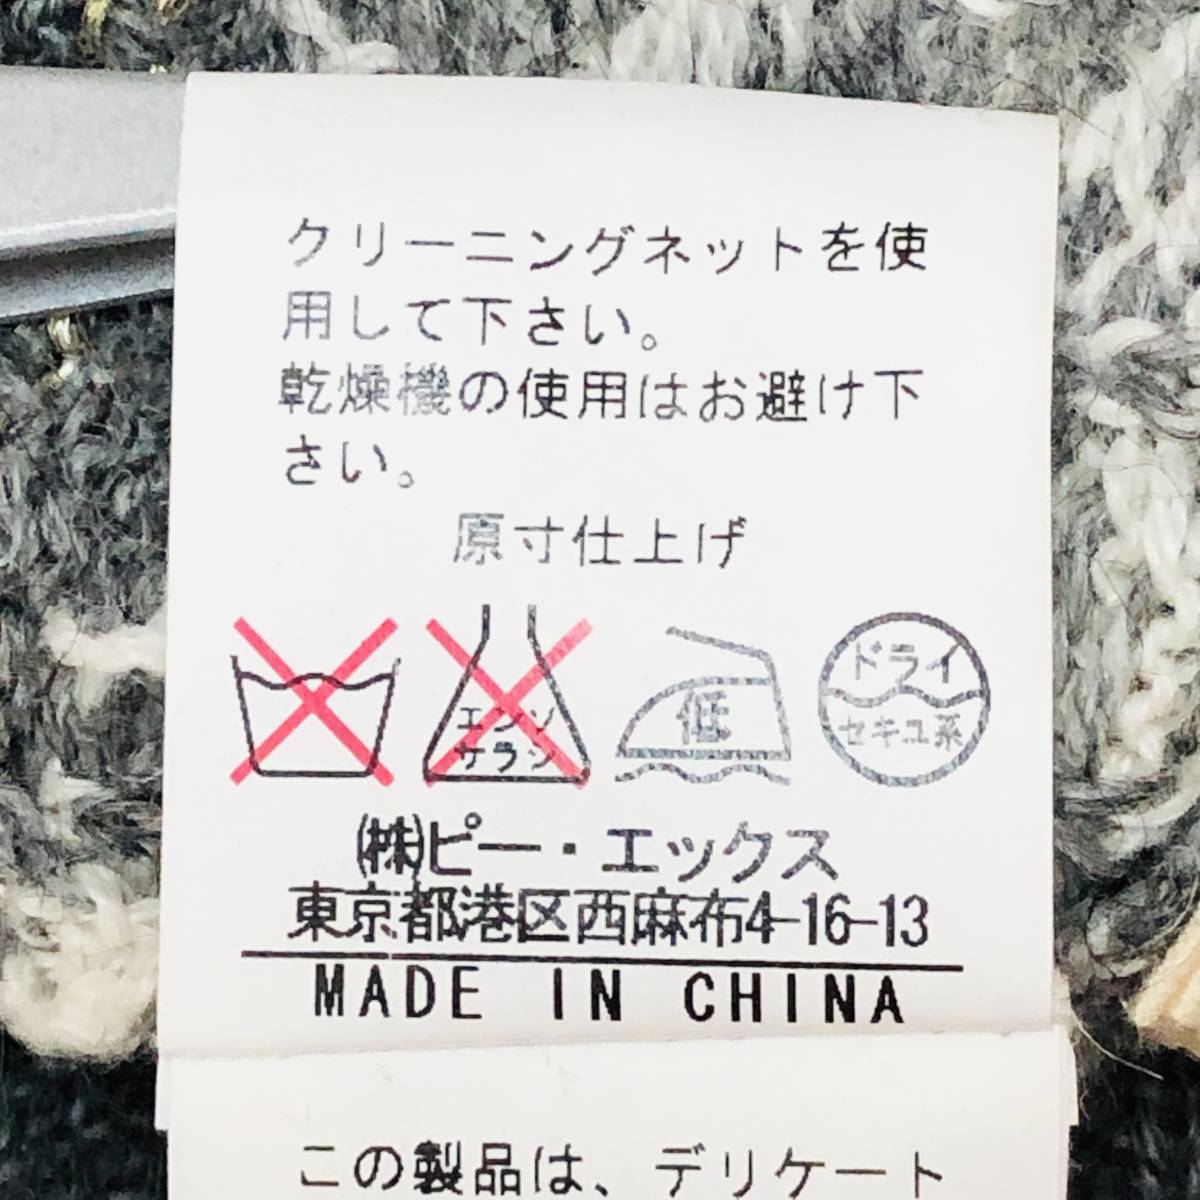 クリーニングネットを使
用して下さい。
乾燥機の使用はお避け下
さい。
原寸仕上げ
エンソ
サラシ
低
ドライ
セキユ系
㈱ピー・エックス
東京都港区西麻布4-16-13
MADE IN CHINA
この製品は、デリケート